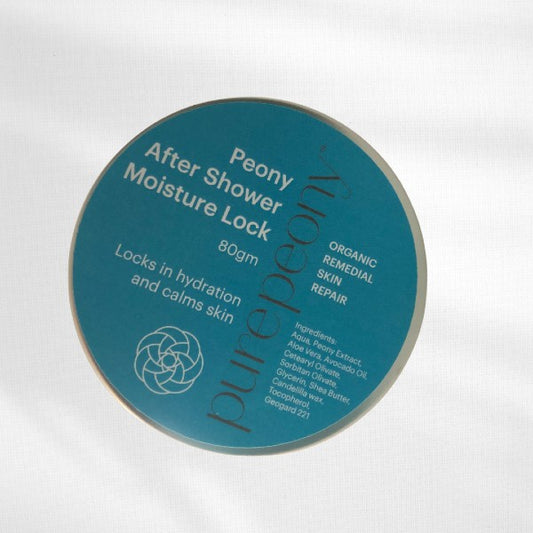 Peony
After Shower
Moisture Lock
80gm
Locks in hydration
and calms skin
purepeony™
ORGANIC
REMEDIAL
SKIN
REPAIR
Ingredients:
Aqua, Peony Extract,
Aloe Vera, Avocado Oil,
Cetearyl Olivate,
Sorbitan Olivate,
Glycerin, Shea Butter,
Candelilla wax,
Tocopherol,
Geogard 221